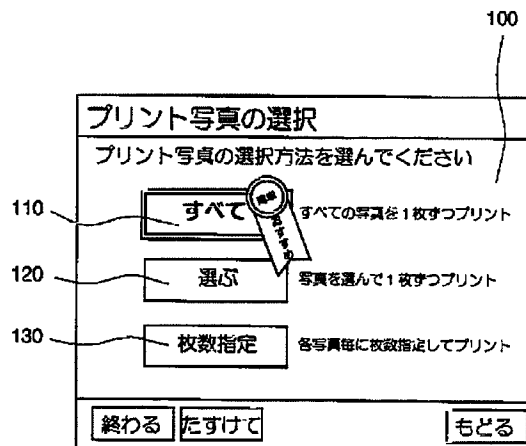 100
プリント写真の選択
プリント写真の選択方法を選んでください
110
すべて
すべての写真を1枚ずつプリント
120
選ぶ
写真を選んで1枚ずつプリント
130
枚数指定
各写真毎に枚数指定してプリント
終わる
たすけて
もどる